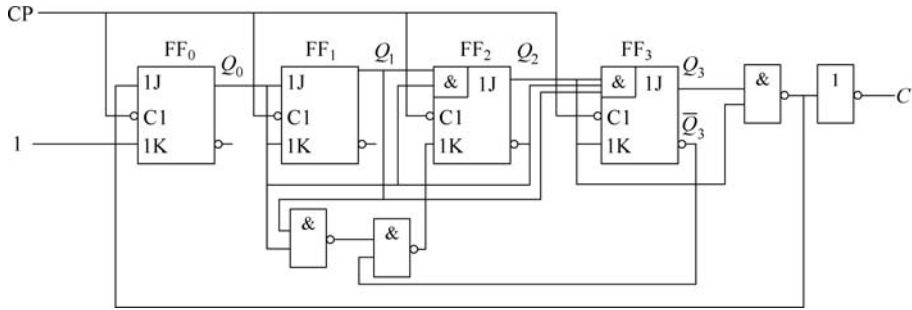 CP
FF₀ Q₀ FF₁ Q₁ FF₂ Q₂ FF₃ Q₃
1J 1J & 1J & 1J & 1
C1 C1 C1 C1 C
Q̅₃
1 1K 1K 1K 1K
& &